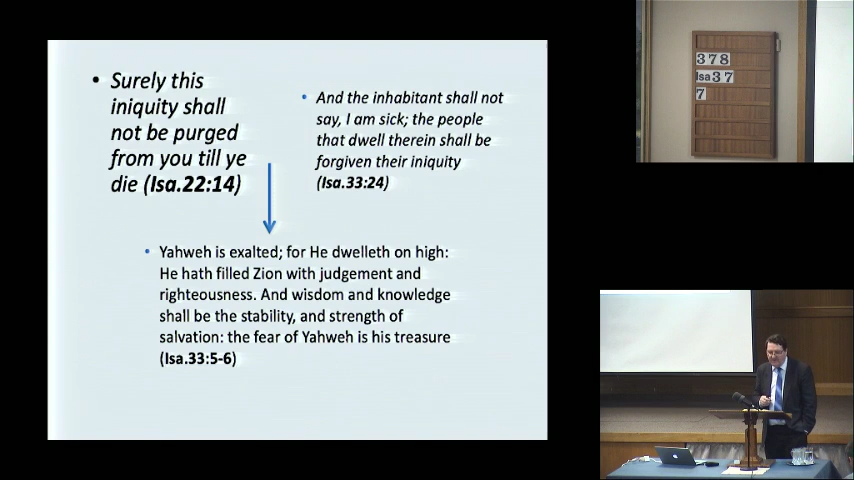 • Surely this
iniquity shall
not be purged
from you till ye
die (Isa.22:14)
• And the inhabitant shall not
say, I am sick; the people
that dwell therein shall be
forgiven their iniquity
(Isa.33:24)
• Yahweh is exalted; for He dwelleth on high:
He hath filled Zion with judgement and
righteousness. And wisdom and knowledge
shall be the stability, and strength of
salvation: the fear of Yahweh is his treasure
(Isa.33:5-6)
378
Isa 37
7